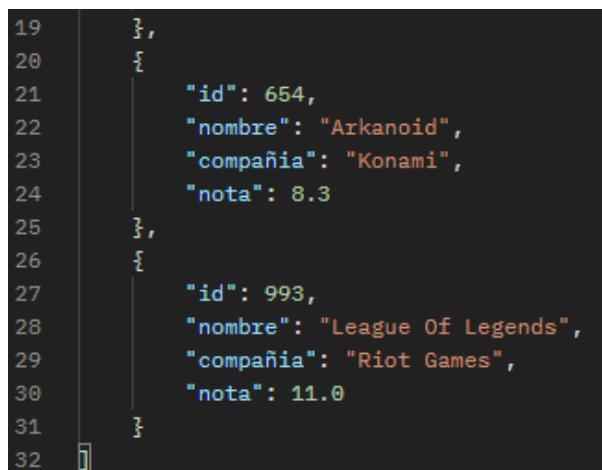 19 },
20 {
21 "id": 654,
22 "nombre": "Arkanoid",
23 "compañia": "Konami",
24 "nota": 8.3
25 },
26 {
27 "id": 993,
28 "nombre": "League Of Legends",
29 "compañia": "Riot Games",
30 "nota": 11.0
31 }
32 ]